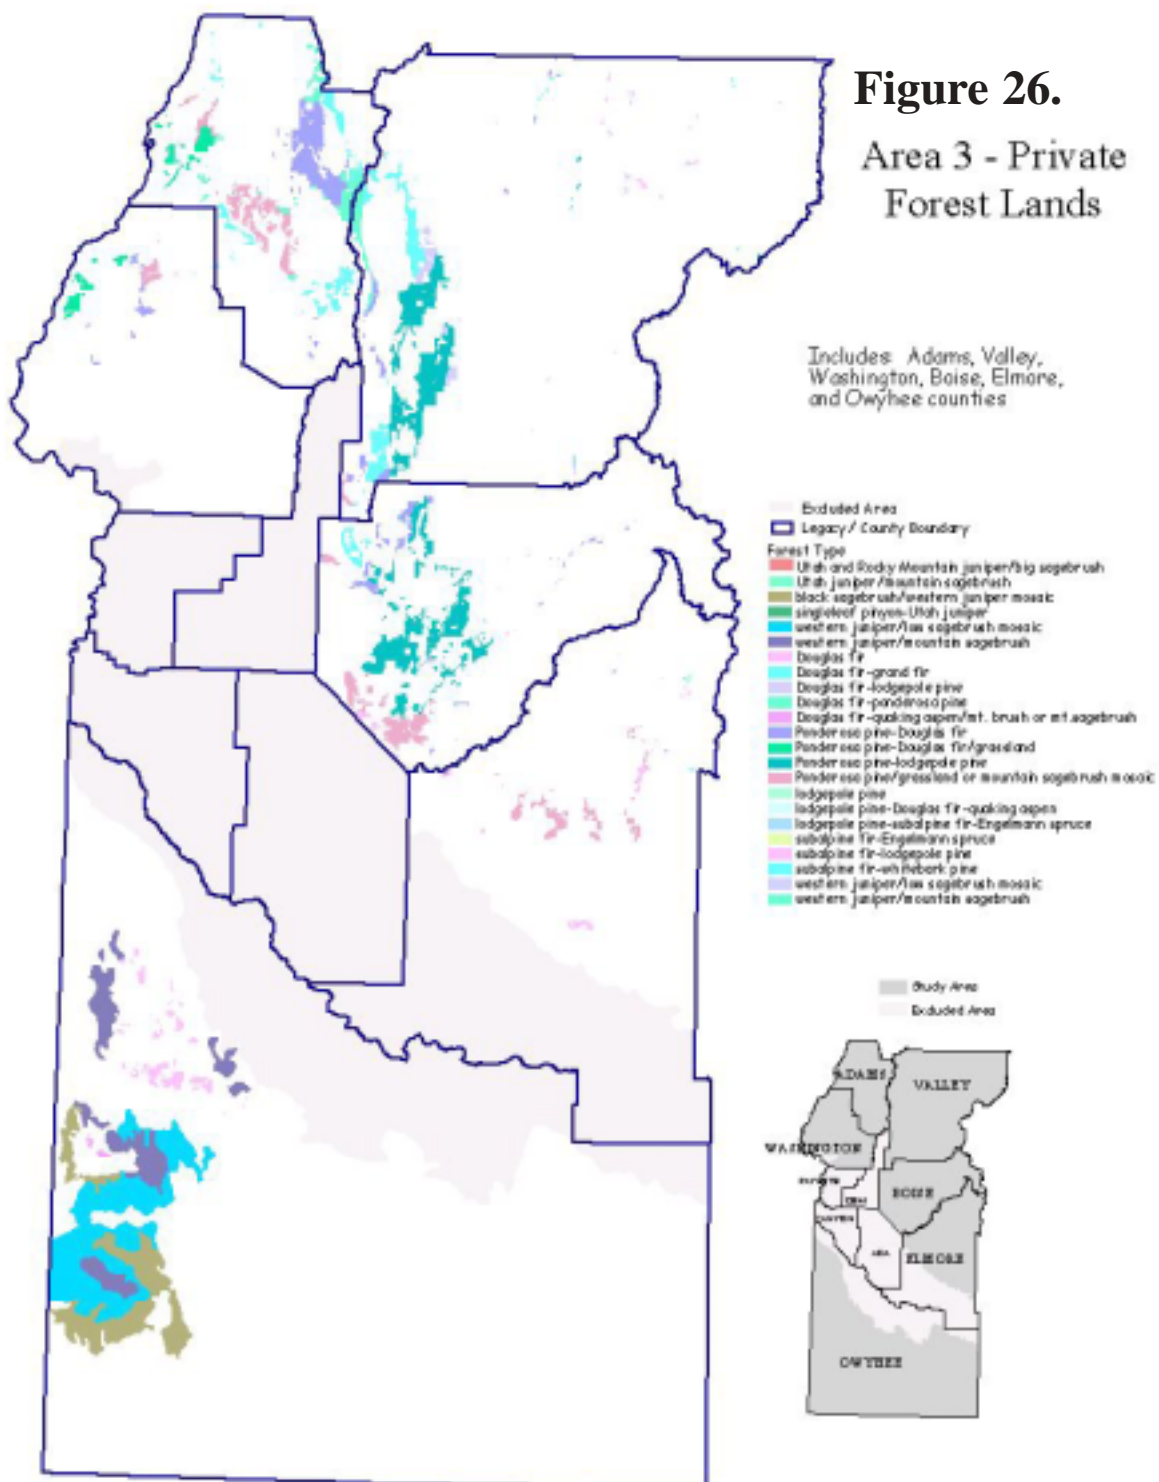 Figure 26.
Area 3 - Private
Forest Lands
Includes Adams, Valley,
Washington, Boise, Elmore,
and Owyhee counties
Excluded Area
Legacy / County Boundary
Forest Type
Utah and Rocky Mountain juniper/big sagebrush
Utah juniper/mountain sagebrush
black sagebrush/western juniper mosaic
singleleaf pinyon-Utah juniper
western juniper/low sagebrush mosaic
western juniper/mountain sagebrush
Douglas fir
Douglas fir-grand fir
Douglas fir-lodgepole pine
Douglas fir-ponderosa pine
Douglas fir-quaking aspen/mt. brush or mt.sagebrush
Ponderosa pine-Douglas fir
Ponderosa pine-Douglas fir/grassland
Ponderosa pine-lodgepole pine
Ponderosa pine/grassland or mountain sagebrush mosaic
lodgepole pine
lodgepole pine-Douglas fir-quaking aspen
lodgepole pine-subalpine fir-Engelmann spruce
subalpine fir-Engelmann spruce
subalpine fir-lodgepole pine
subalpine fir-whitebark pine
western juniper/low sagebrush mosaic
western juniper/mountain sagebrush
Study Area
Excluded Area
ADAMS
VALLEY
WASHINGTON
BOISE
ADA
ELMORE
OWYHEE